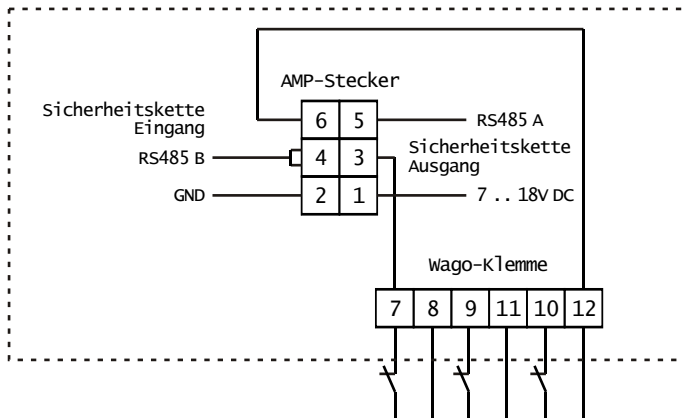 AMP-Stecker
Sicherheitskette
Eingang
6 5
RS485 A
RS485 B
4 3
Sicherheitskette
Ausgang
GND
2 1
7 .. 18V DC
Wago-Klemme
7 8 9 11 10 12